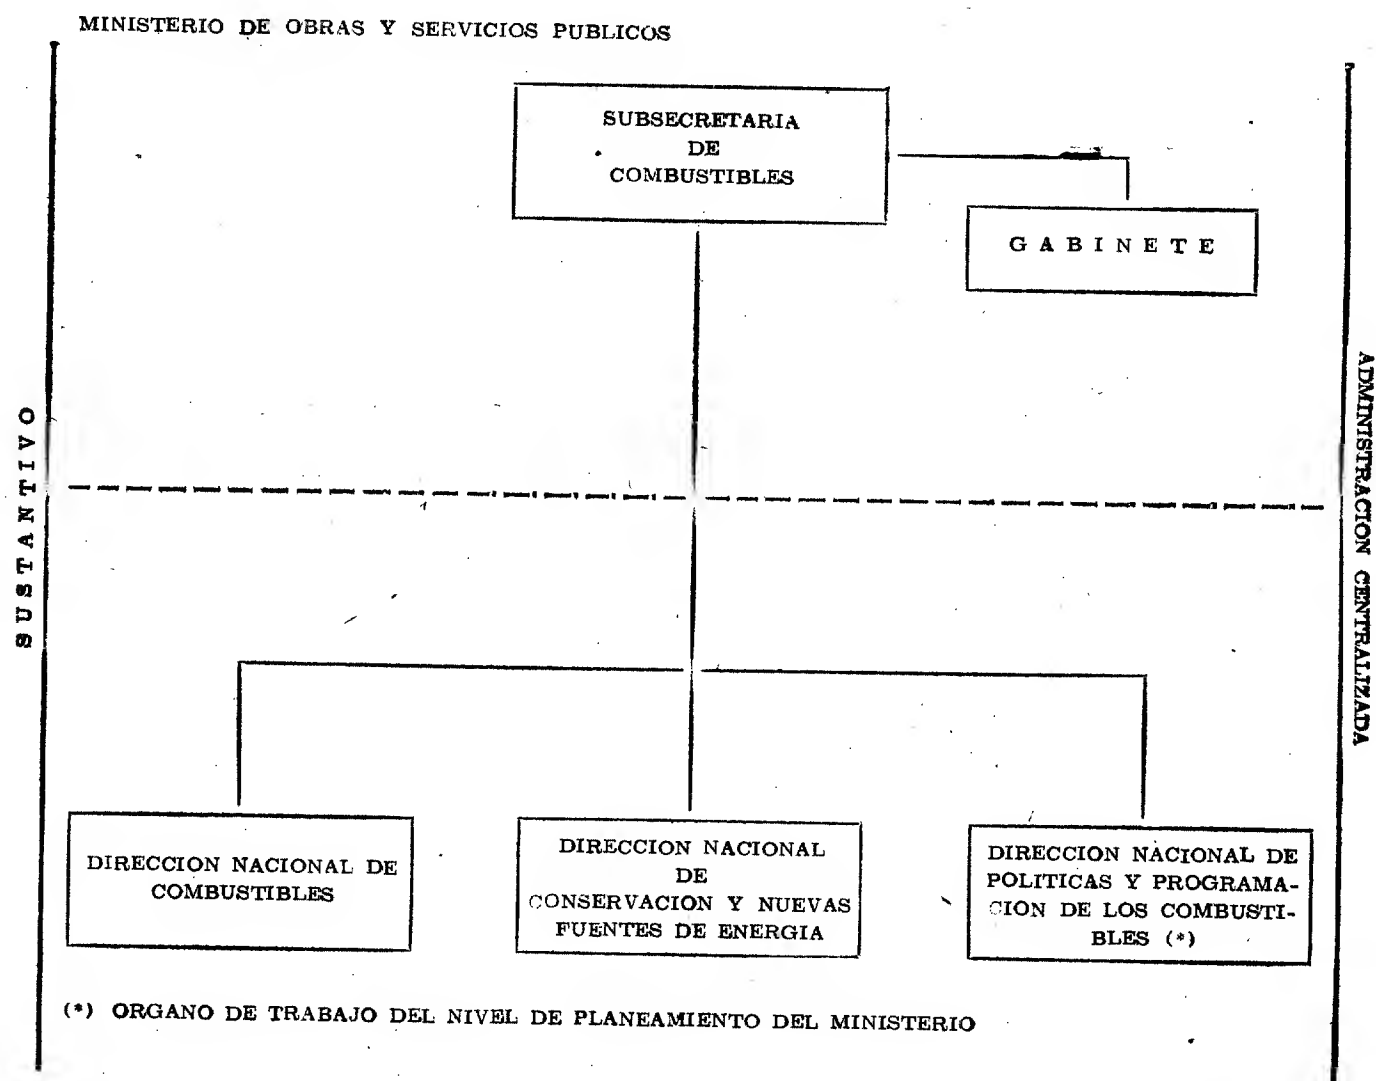 MINISTERIO DE OBRAS Y SERVICIOS PUBLICOS
SUBSECRETARIA
DE
COMBUSTIBLES
G A B I N E T E
SUSTANTIVO
ADMINISTRACION CENTRALIZADA
DIRECCION NACIONAL DE
COMBUSTIBLES
DIRECCION NACIONAL
DE
CONSERVACION Y NUEVAS
FUENTES DE ENERGIA
DIRECCION NACIONAL DE
POLITICAS Y PROGRAMA-
CION DE LOS COMBUSTI-
BLES (*)
(*) ORGANO DE TRABAJO DEL NIVEL DE PLANEAMIENTO DEL MINISTERIO